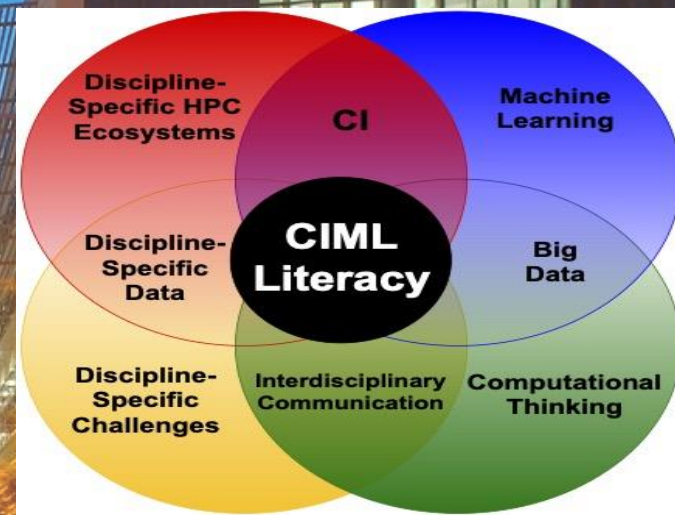 Discipline-
Specific HPC
Ecosystems
CI
Machine
Learning
Discipline-
Specific
Data
CIML
Literacy
Big
Data
Discipline-
Specific
Challenges
Interdisciplinary
Communication
Computational
Thinking